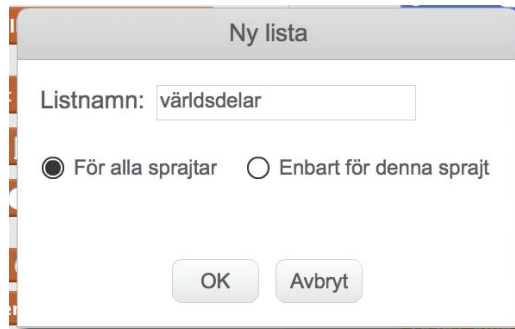 Ny lista
Listnamn: världsdelar
För alla sprajtar Enbart för denna sprajt
OK Avbryt